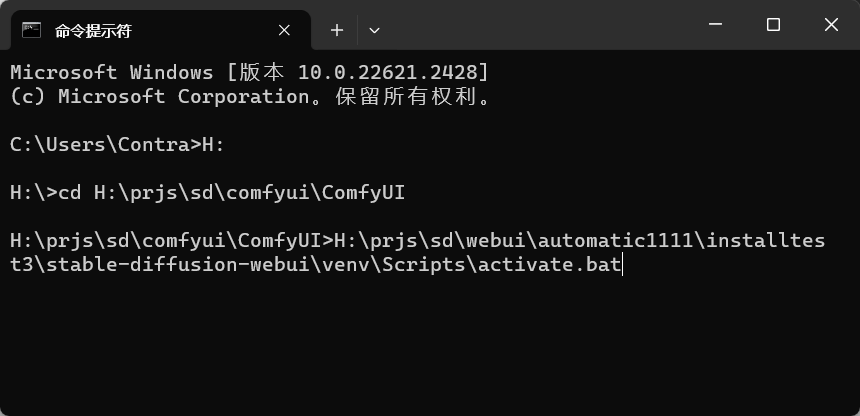 命令提示符
Microsoft Windows [版本 10.0.22621.2428]
(c) Microsoft Corporation。保留所有权利。
C:\Users\Contra>H:
H:\>cd H:\prjs\sd\comfyui\ComfyUI
H:\prjs\sd\comfyui\ComfyUI>H:\prjs\sd\webui\automatic1111\installtes
t3\stable-diffusion-webui\venv\Scripts\activate.bat